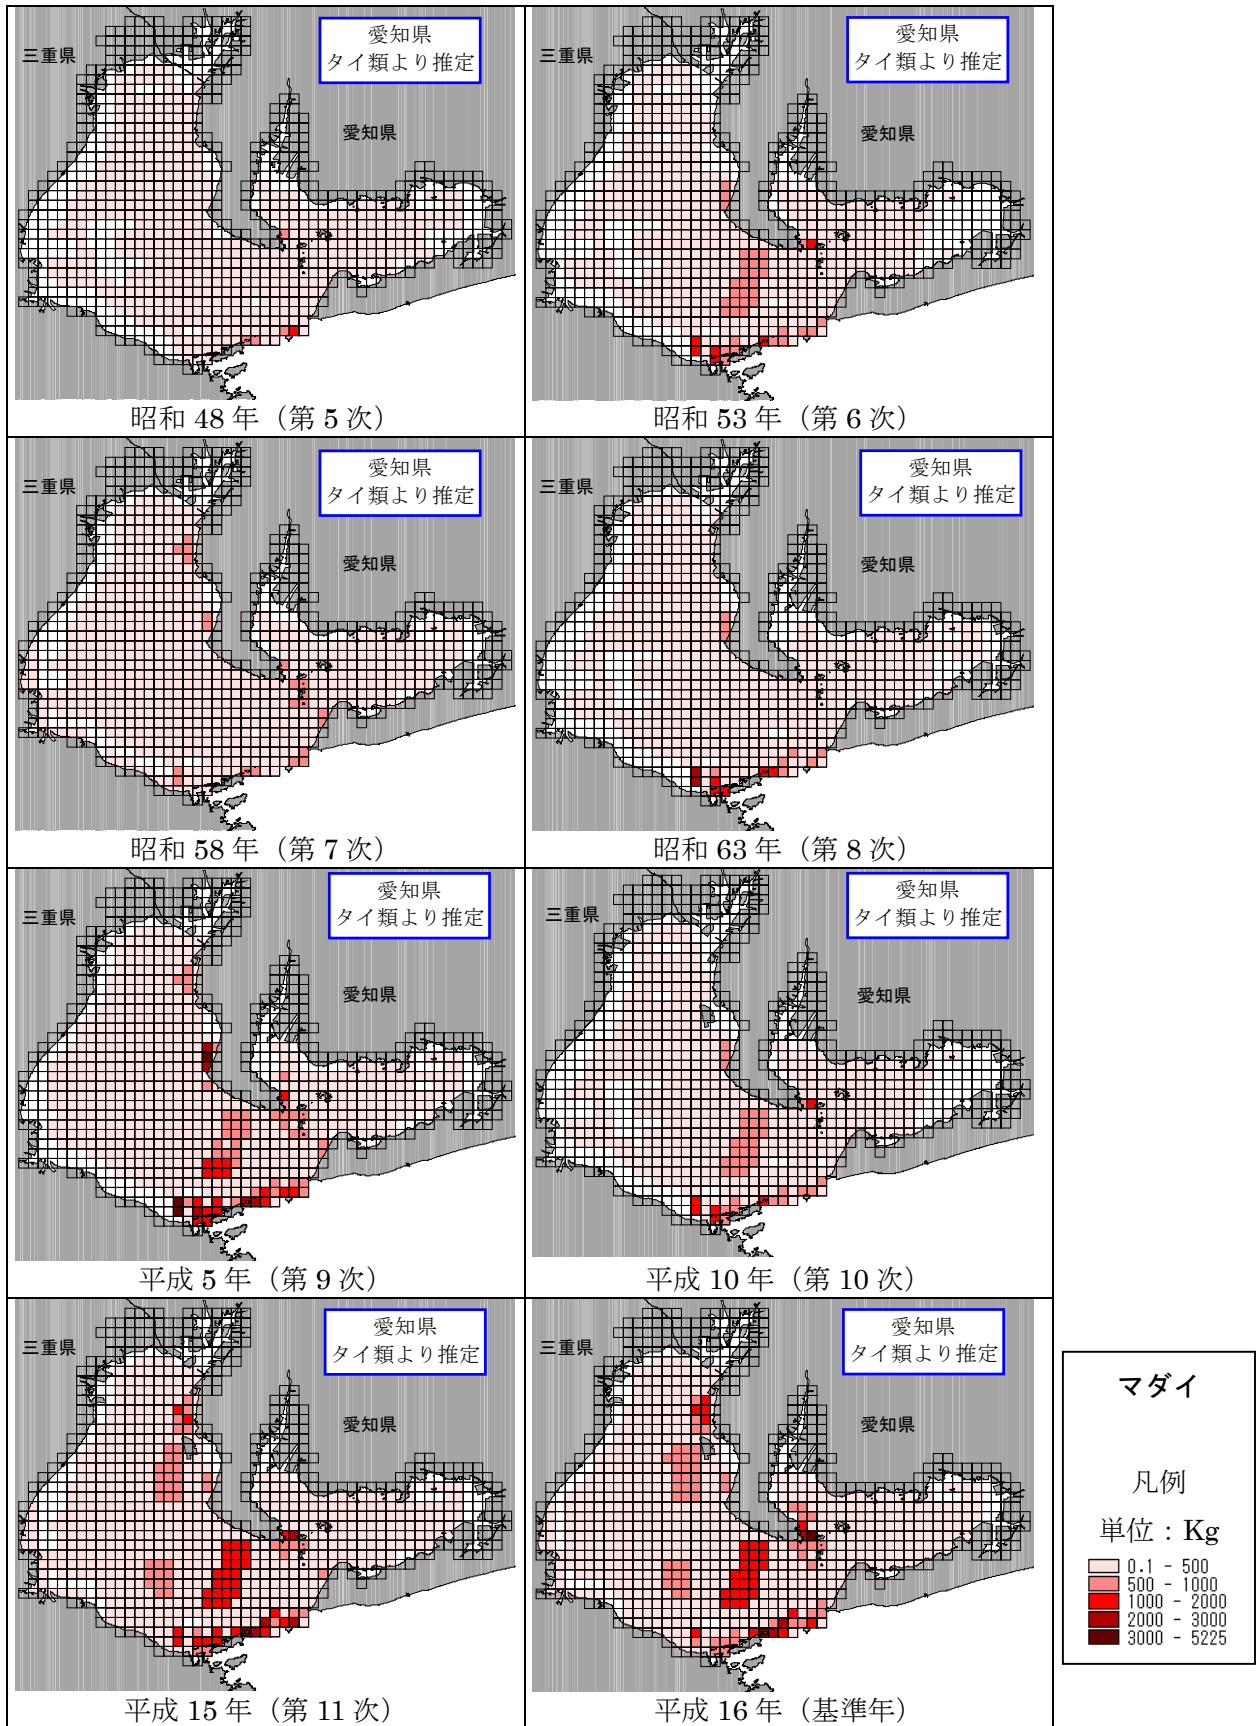 三重県
愛知県
タイ類より推定
愛知県
昭和 48 年（第 5 次）
三重県
愛知県
タイ類より推定
愛知県
昭和 53 年（第 6 次）
三重県
愛知県
タイ類より推定
愛知県
昭和 58 年（第 7 次）
三重県
愛知県
タイ類より推定
愛知県
昭和 63 年（第 8 次）
三重県
愛知県
タイ類より推定
愛知県
平成 5 年（第 9 次）
三重県
愛知県
タイ類より推定
愛知県
平成 10 年（第 10 次）
三重県
愛知県
タイ類より推定
愛知県
平成 15 年（第 11 次）
三重県
愛知県
タイ類より推定
愛知県
平成 16 年（基準年）
マダイ
凡例
単位：Kg
0.1 - 500
500 - 1000
1000 - 2000
2000 - 3000
3000 - 5225